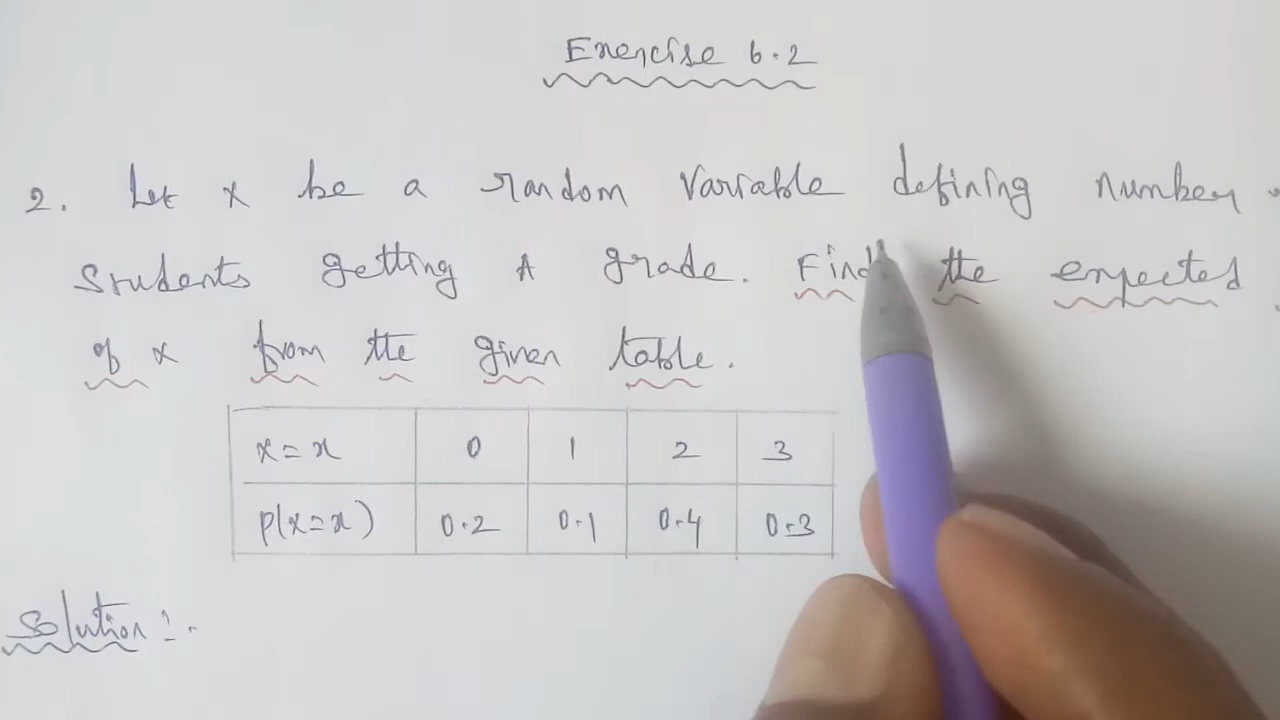 Exercise 6.2
2. Let X be a random variable defining number
Students getting A grade. Find the expected
of X from the given table.
X=x 0 1 2 3
P(X=x) 0.2 0.1 0.4 0.3
Solution:-